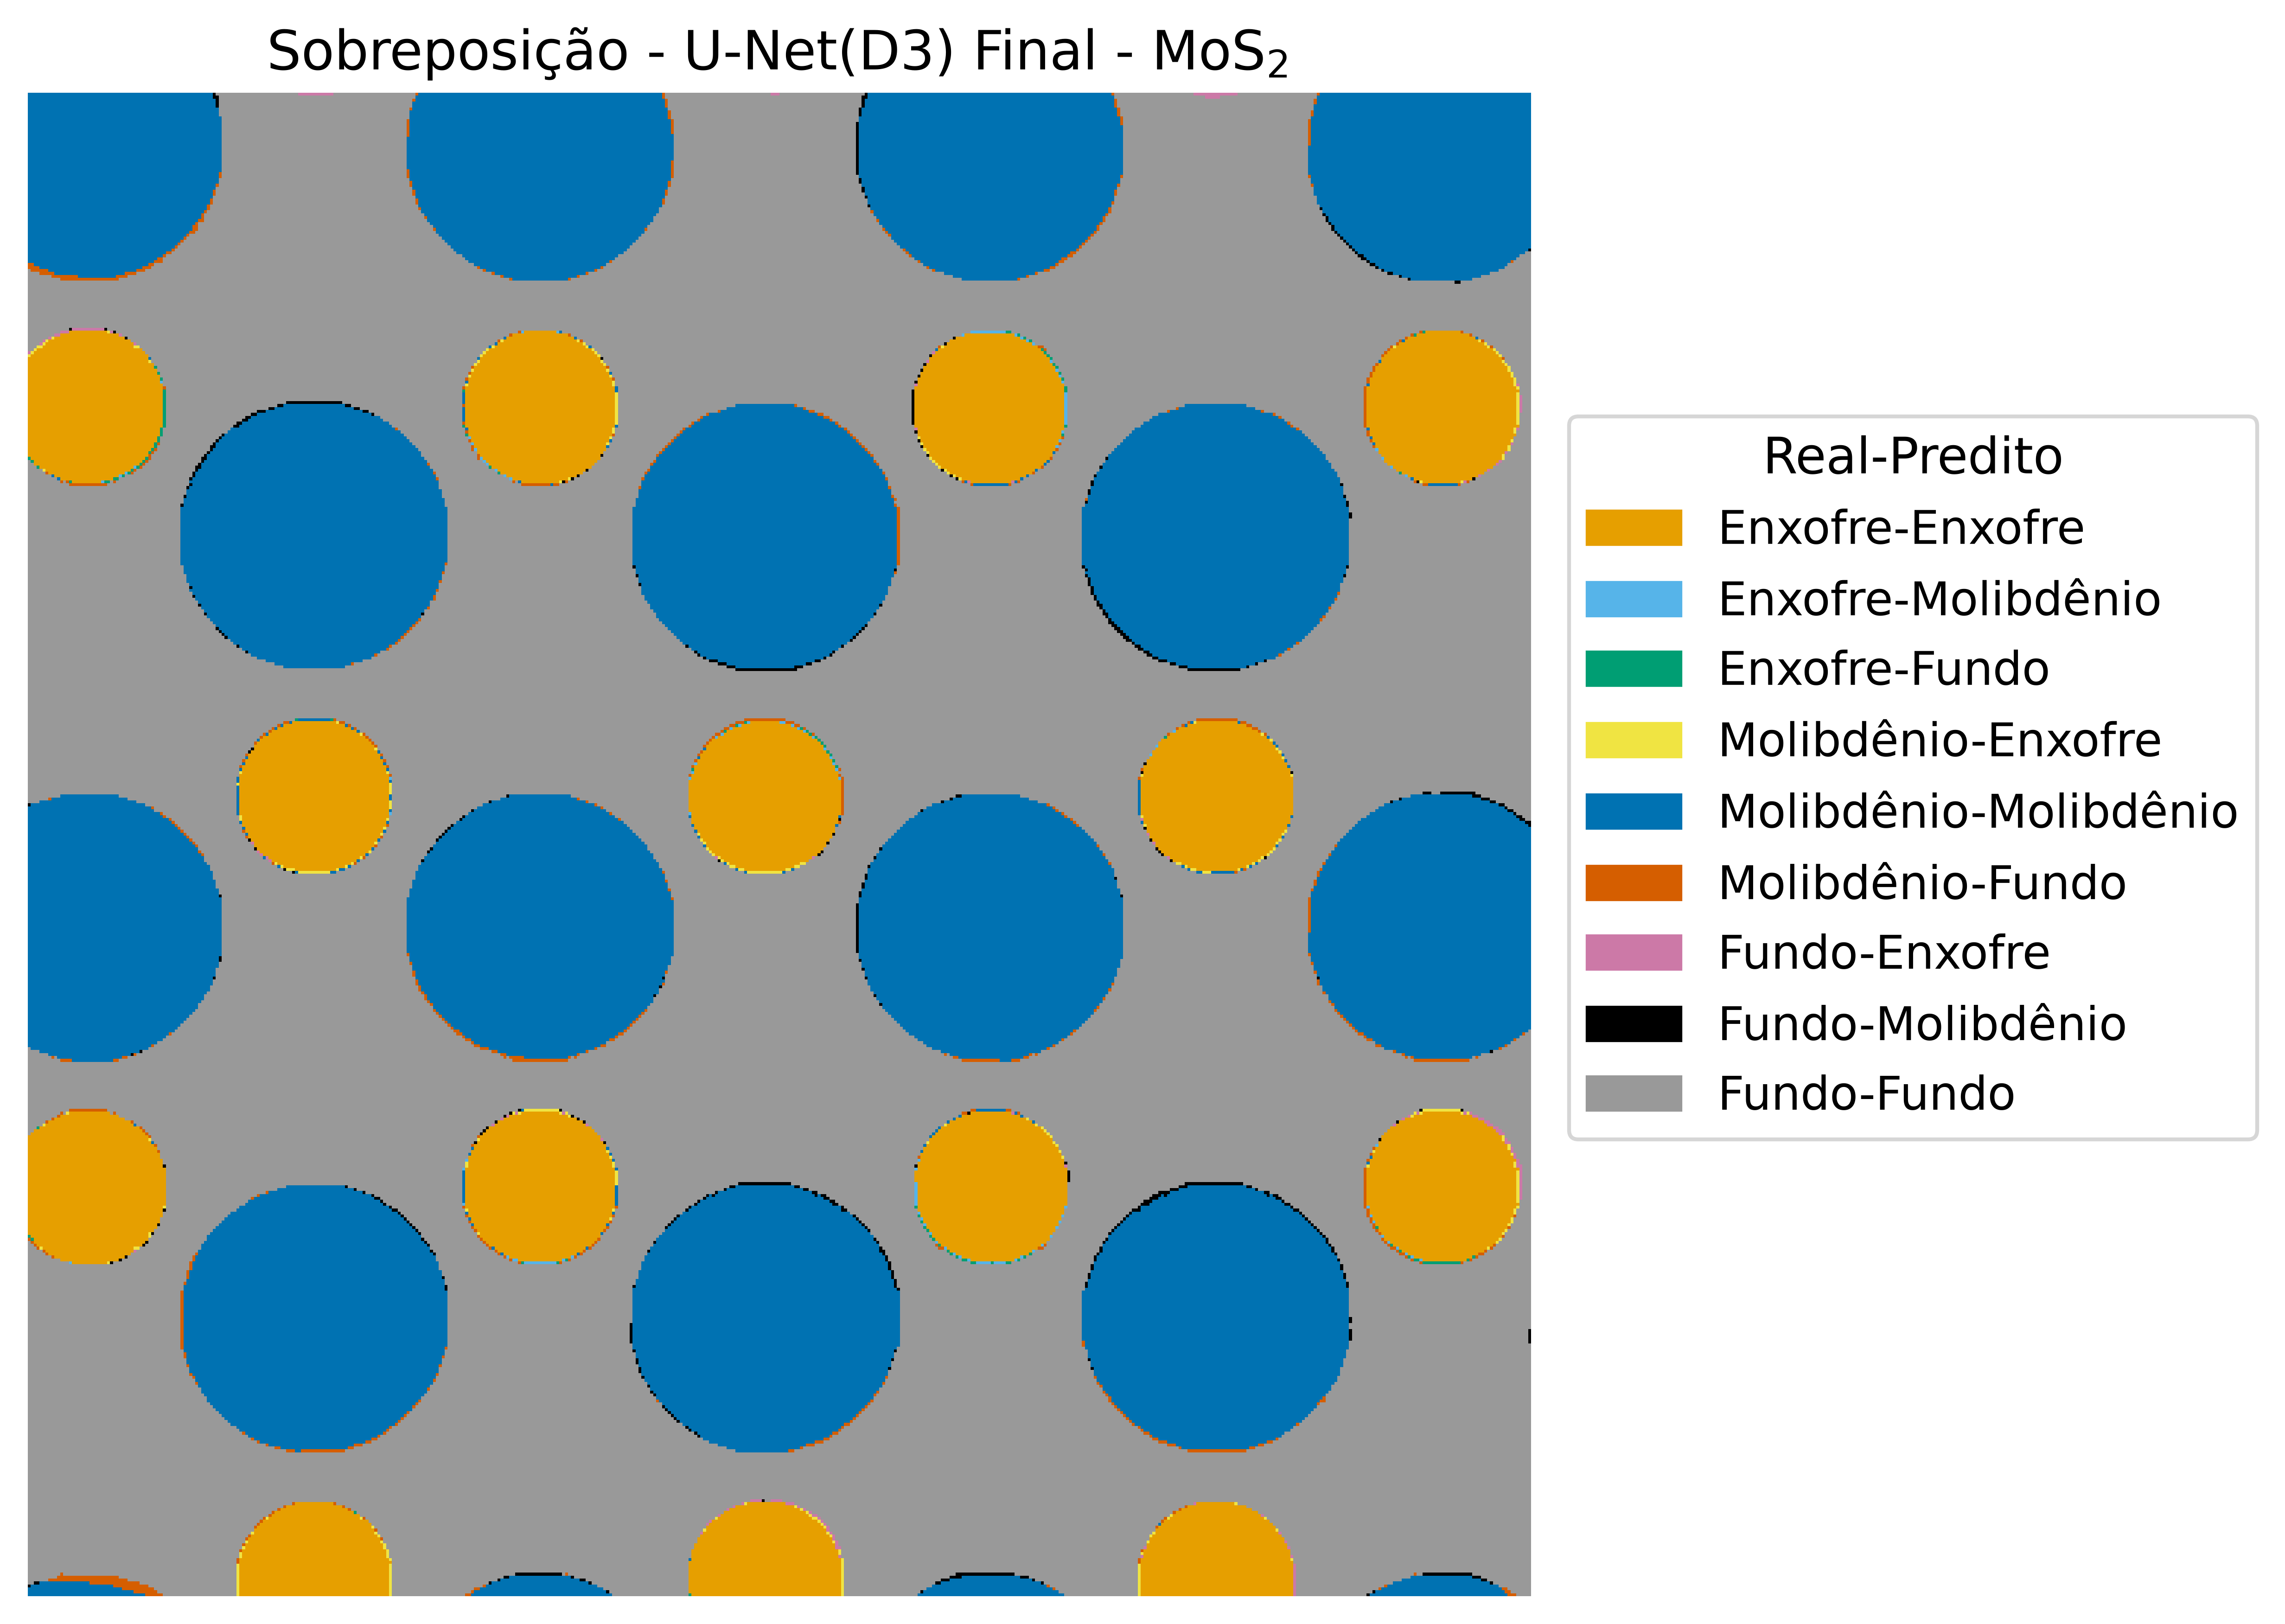 Sobreposição - U-Net(D3) Final - MoS₂
Real-Predito
Enxofre-Enxofre
Enxofre-Molibdênio
Enxofre-Fundo
Molibdênio-Enxofre
Molibdênio-Molibdênio
Molibdênio-Fundo
Fundo-Enxofre
Fundo-Molibdênio
Fundo-Fundo